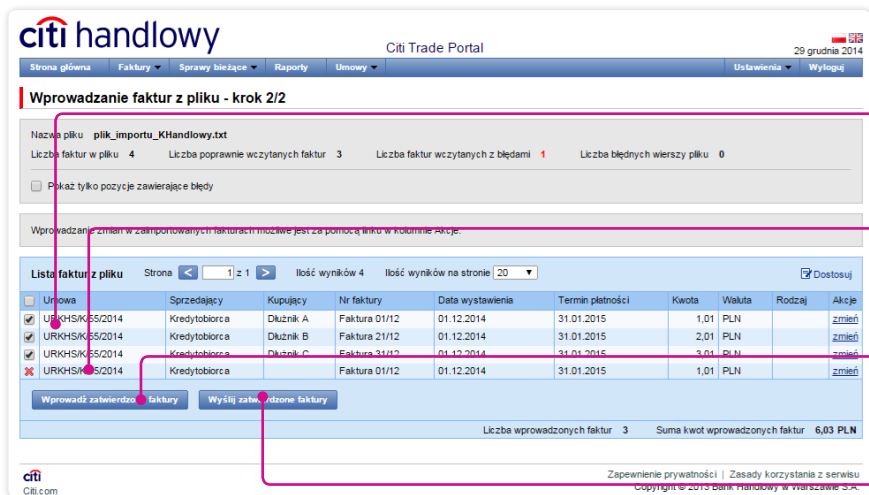 citi handlowy
Citi Trade Portal
29 grudnia 2014
Strona główna Faktury Sprawy bieżące Raporty Umowy Ustawienia Wyloguj
Wprowadzanie faktur z pliku - krok 2/2
Nazwa pliku plik_importu_KHandlowy.txt
Liczba faktur w pliku 4 Liczba poprawnie wczytanych faktur 3 Liczba faktur wczytanych z błędami 1 Liczba błędnych wierszy pliku 0
Pokaż tylko pozycje zawierające błędy
Wprowadzanie zmian w zaimportowanych fakturach możliwe jest za pomocą linku w kolumnie Akcje.
Lista faktur z pliku Strona < 1 z 1 > Ilość wyników 4 Ilość wyników na stronie 20 Dostosuj
Umowa Sprzedający Kupujący Nr faktury Data wystawienia Termin płatności Kwota Waluta Rodzaj Akcje
URKHS/K/55/2014 Kredytobiorca Dłużnik A Faktura 01/12 01.12.2014 31.01.2015 1,01 PLN zmień
URKHS/K/55/2014 Kredytobiorca Dłużnik B Faktura 21/12 01.12.2014 31.01.2015 2,01 PLN zmień
URKHS/K/55/2014 Kredytobiorca Dłużnik C Faktura 31/12 01.12.2014 31.01.2015 3,01 PLN zmień
URKHS/K/55/2014 Kredytobiorca Faktura 01/12 01.12.2014 31.01.2015 1,01 PLN zmień
Wprowadź zatwierdzone faktury Wyślij zatwierdzone faktury
Liczba wprowadzonych faktur 3 Suma kwot wprowadzonych faktur 6,03 PLN
citi
Citi.com
Zapewnienie prywatności | Zasady korzystania z serwisu
Copyright © 2013 Bank Handlowy w Warszawie S.A.